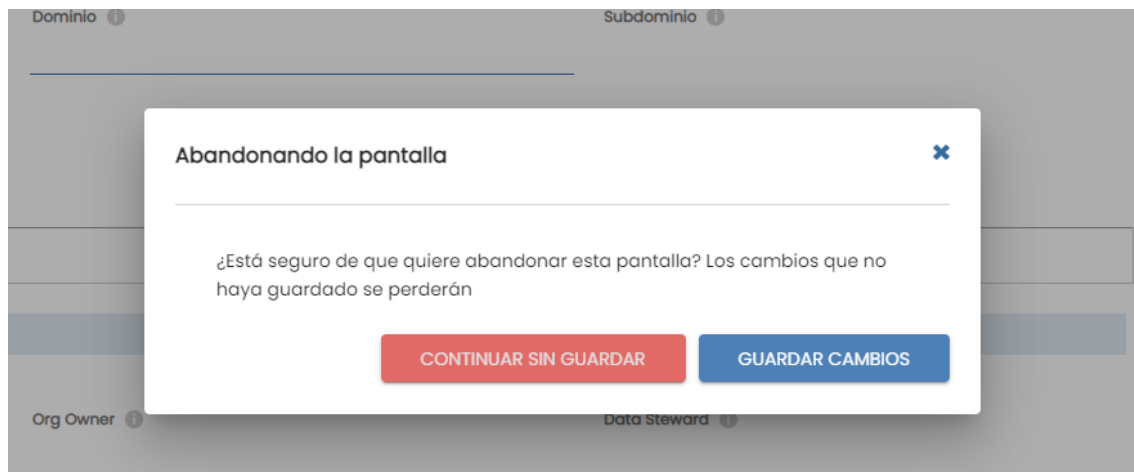 Dominio
Subdominio
Abandonando la pantalla
¿Está seguro de que quiere abandonar esta pantalla? Los cambios que no
haya guardado se perderán
CONTINUAR SIN GUARDAR
GUARDAR CAMBIOS
Org Owner
Data Steward